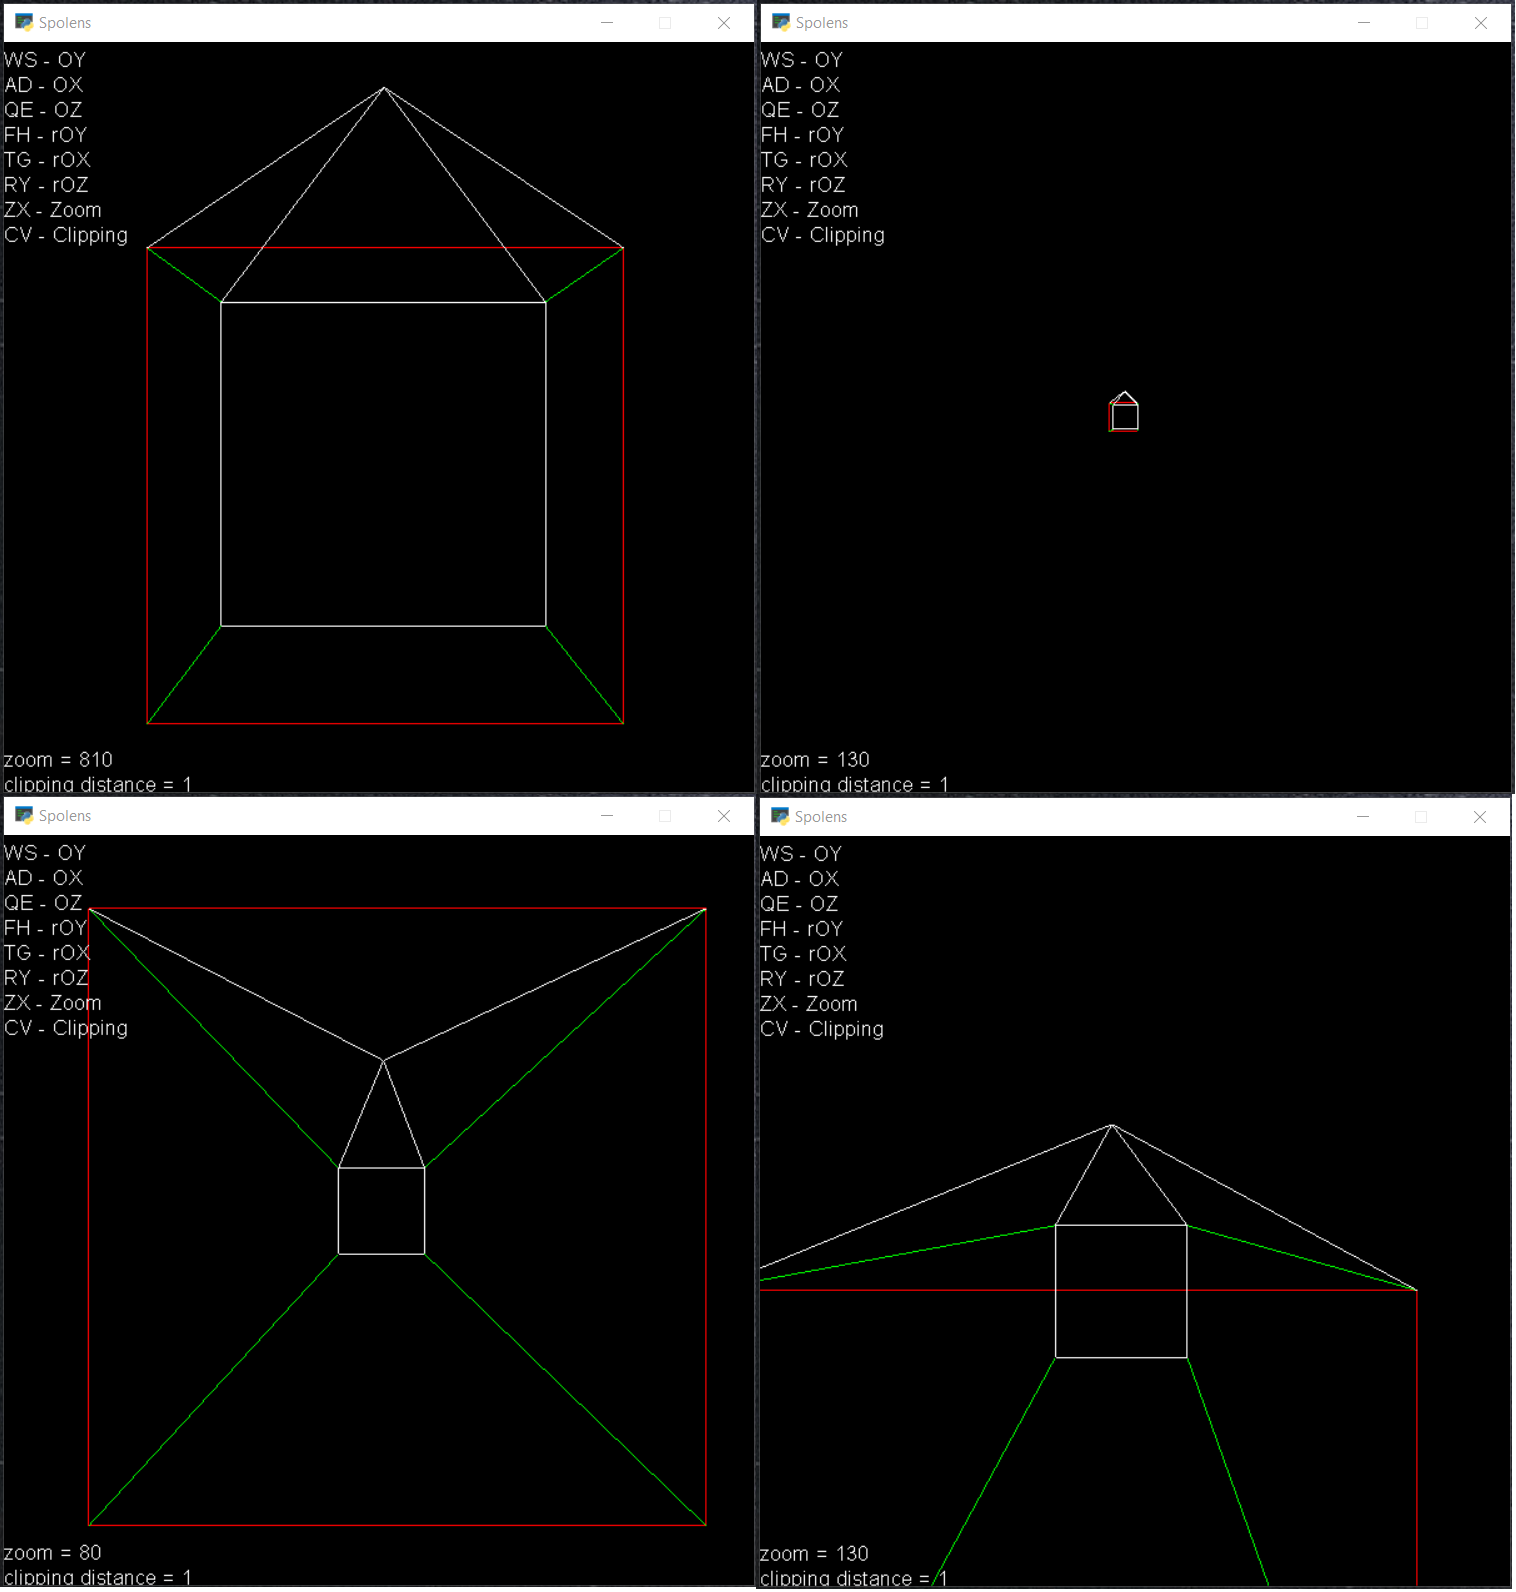 Spolens
WS - OY
AD - OX
QE - OZ
FH - rOY
TG - rOX
RY - rOZ
ZX - Zoom
CV - Clipping
zoom = 810
clipping distance = 1
Spolens
WS - OY
AD - OX
QE - OZ
FH - rOY
TG - rOX
RY - rOZ
ZX - Zoom
CV - Clipping
zoom = 130
clipping distance = 1
Spolens
WS - OY
AD - OX
QE - OZ
FH - rOY
TG - rOX
RY - rOZ
ZX - Zoom
CV - Clipping
zoom = 80
clipping distance = 1
Spolens
WS - OY
AD - OX
QE - OZ
FH - rOY
TG - rOX
RY - rOZ
ZX - Zoom
CV - Clipping
zoom = 130
clipping distance = 1